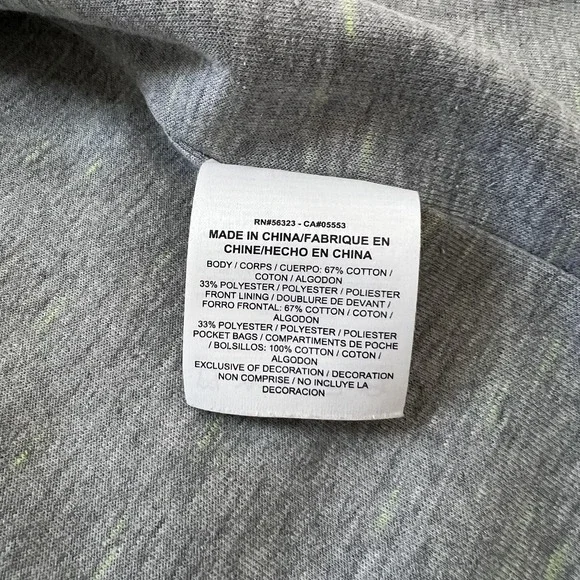 RN#56323 - CA#05553
MADE IN CHINA/FABRIQUE EN
CHINE/HECHO EN CHINA
BODY / CORPS / CUERPO: 67% COTTON /
COTON / ALGODON
33% POLYESTER / POLYESTER / POLIESTER
FRONT LINING / DOUBLURE DE DEVANT /
FORRO FRONTAL: 67% COTTON / COTON /
ALGODON
33% POLYESTER / POLYESTER / POLIESTER
POCKET BAGS / COMPARTIMENTS DE POCHE
/ BOLSILLOS: 100% COTTON / COTON /
ALGODON
EXCLUSIVE OF DECORATION / DECORATION
NON COMPRISE / NO INCLUYE LA
DECORACION